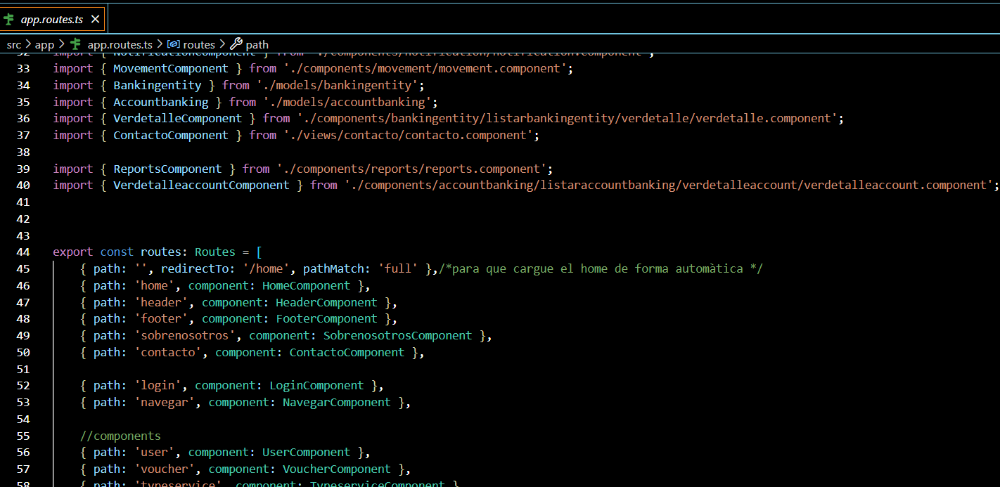 app.routes.ts
src > app > app.routes.ts > routes > path
32 import { NotificationComponent } from './components/notification/notification.component';
33 import { MovementComponent } from './components/movement/movement.component';
34 import { Bankingentity } from './models/bankingentity';
35 import { Accountbanking } from './models/accountbanking';
36 import { VerdetalleComponent } from './components/bankingentity/listarbankingentity/verdetalle/verdetalle.component';
37 import { ContactoComponent } from './views/contacto/contacto.component';
38
39 import { ReportsComponent } from './components/reports/reports.component';
40 import { VerdetalleaccountComponent } from './components/accountbanking/listaraccountbanking/verdetalleaccount/verdetalleaccount.component';
41
42
43
44 export const routes: Routes = [
45 { path: '', redirectTo: '/home', pathMatch: 'full' },/*para que cargue el home de forma automàtica */
46 { path: 'home', component: HomeComponent },
47 { path: 'header', component: HeaderComponent },
48 { path: 'footer', component: FooterComponent },
49 { path: 'sobrenosotros', component: SobrenosotrosComponent },
50 { path: 'contacto', component: ContactoComponent },
51
52 { path: 'login', component: LoginComponent },
53 { path: 'navegar', component: NavegarComponent },
54
55 //components
56 { path: 'user', component: UserComponent },
57 { path: 'voucher', component: VoucherComponent },
58 { path: 'typeservice', component: TypeserviceComponent }